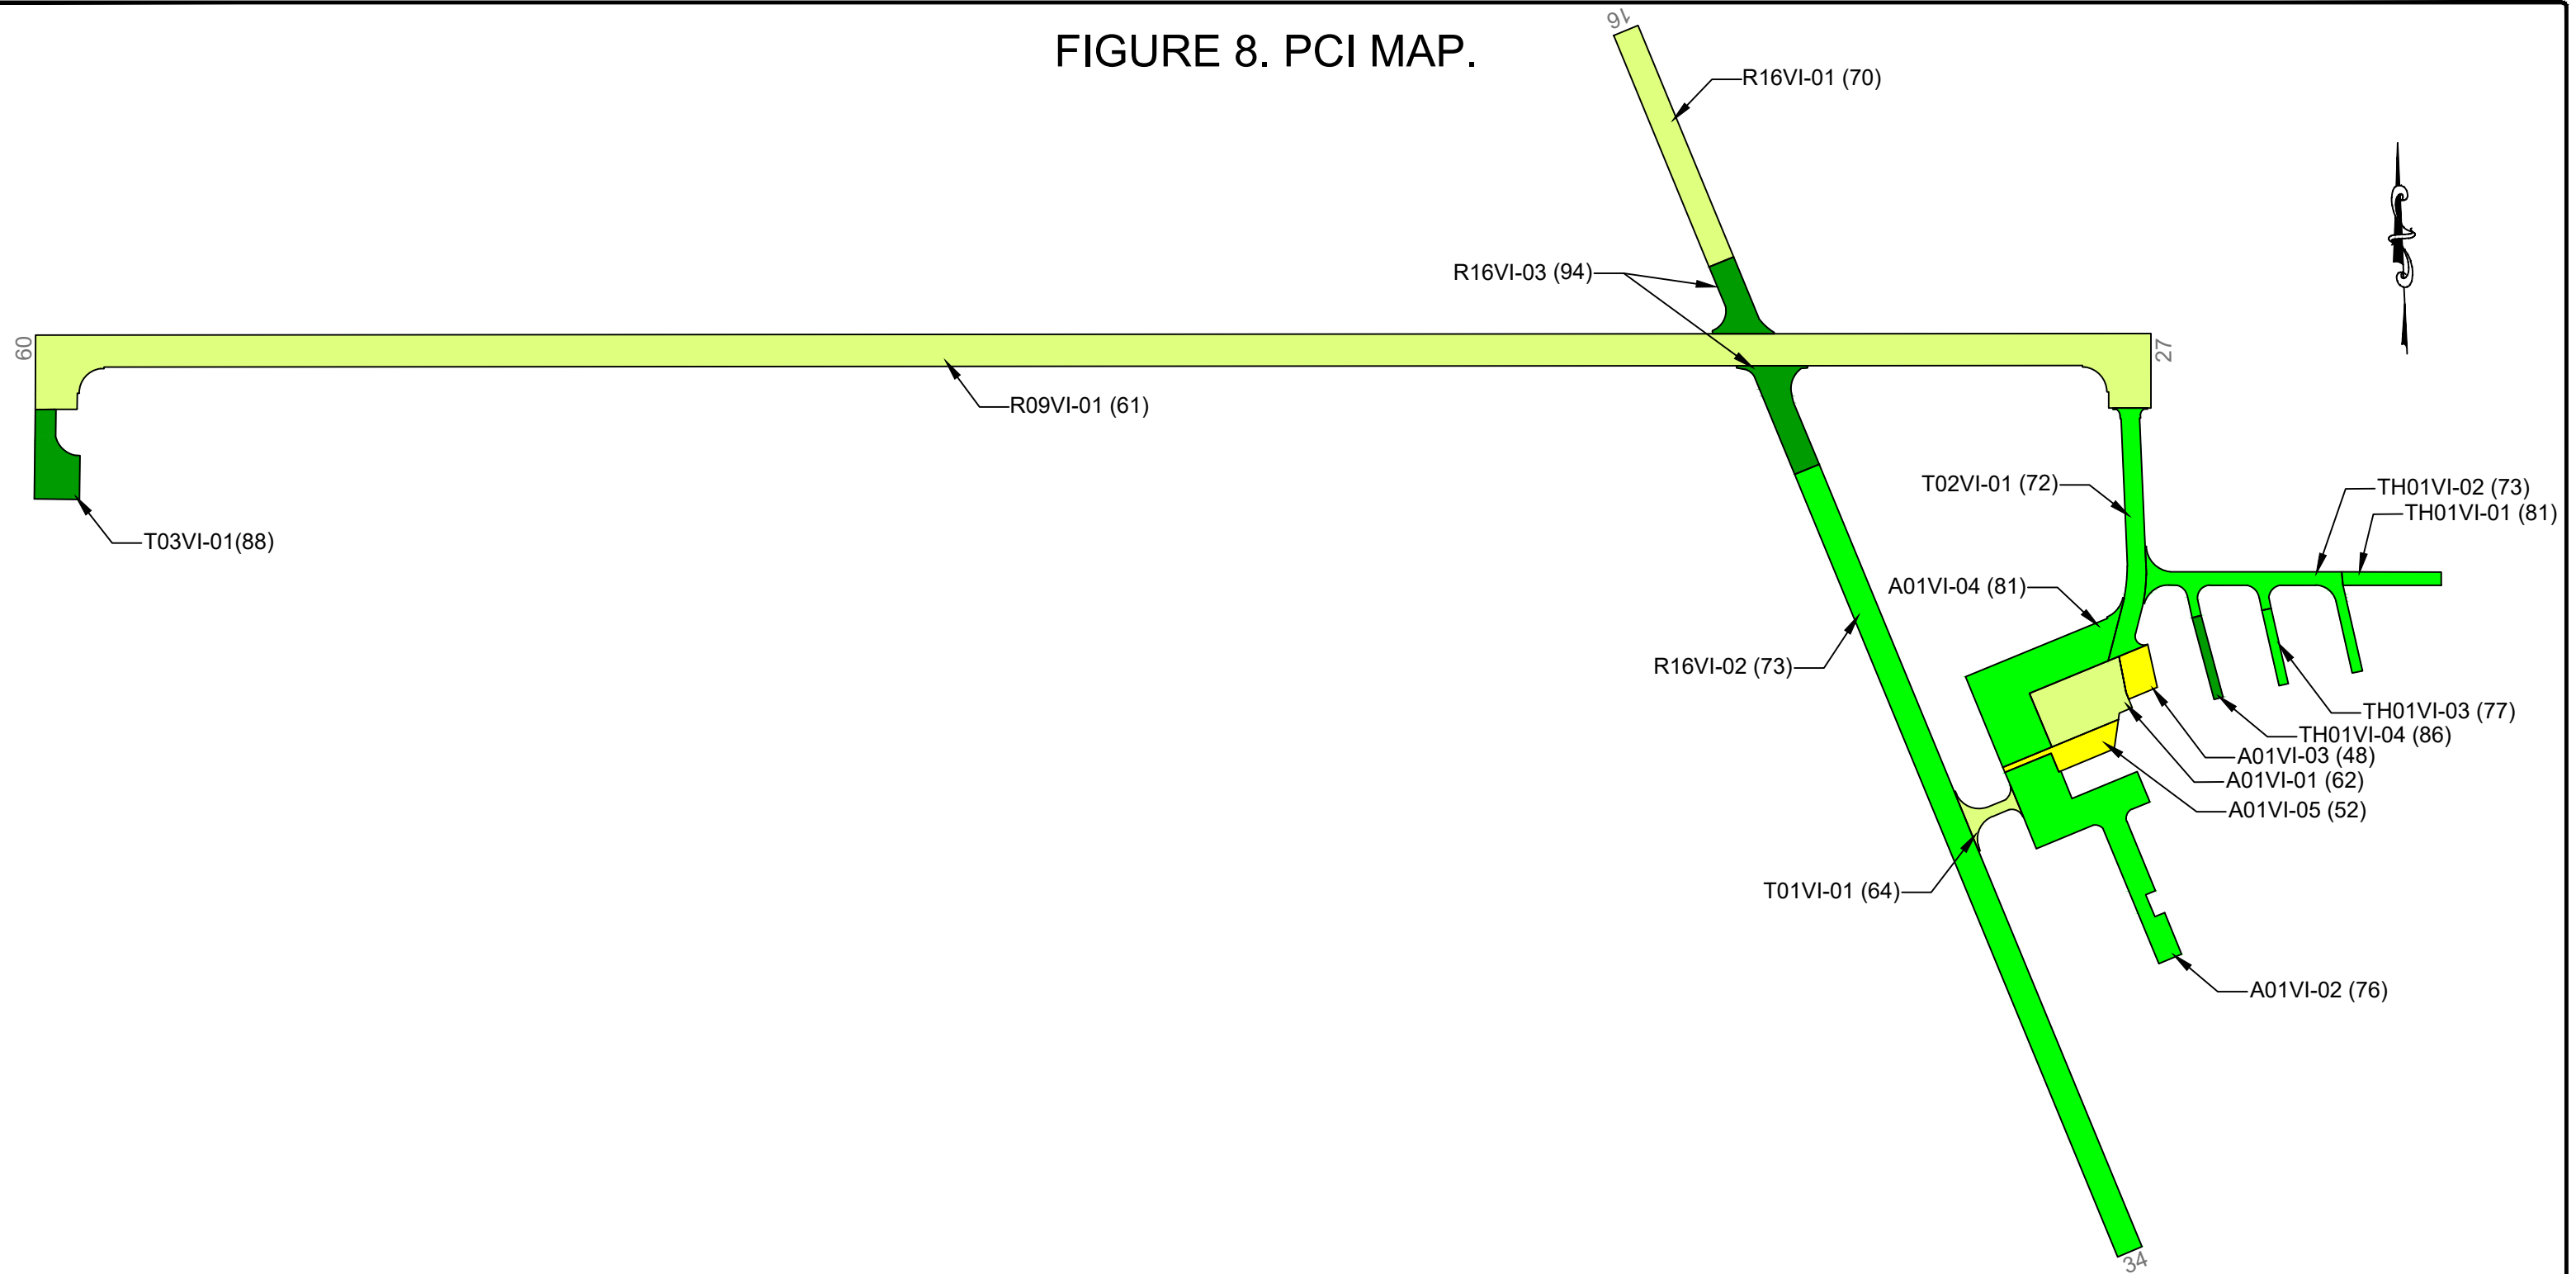 FIGURE 8. PCI MAP.
16
R16VI-01 (70)
R16VI-03 (94)
09
27
R09VI-01 (61)
T02VI-01 (72)
TH01VI-02 (73)
TH01VI-01 (81)
T03VI-01(88)
A01VI-04 (81)
R16VI-02 (73)
TH01VI-03 (77)
TH01VI-04 (86)
A01VI-03 (48)
A01VI-01 (62)
A01VI-05 (52)
T01VI-01 (64)
A01VI-02 (76)
34